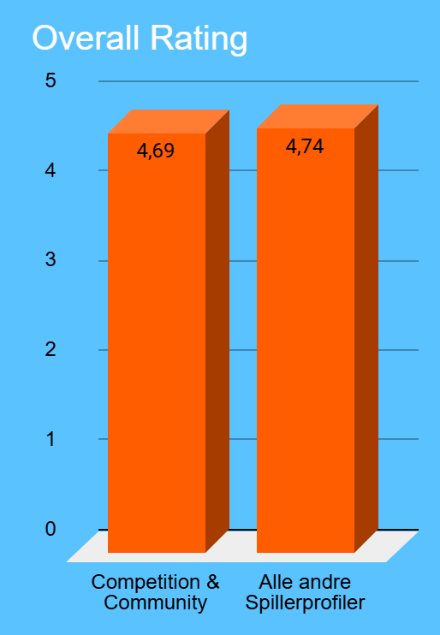 Overall Rating
5
4
3
2
1
0
4,69
4,74
Competition &
Community
Alle andre
Spillerprofiler